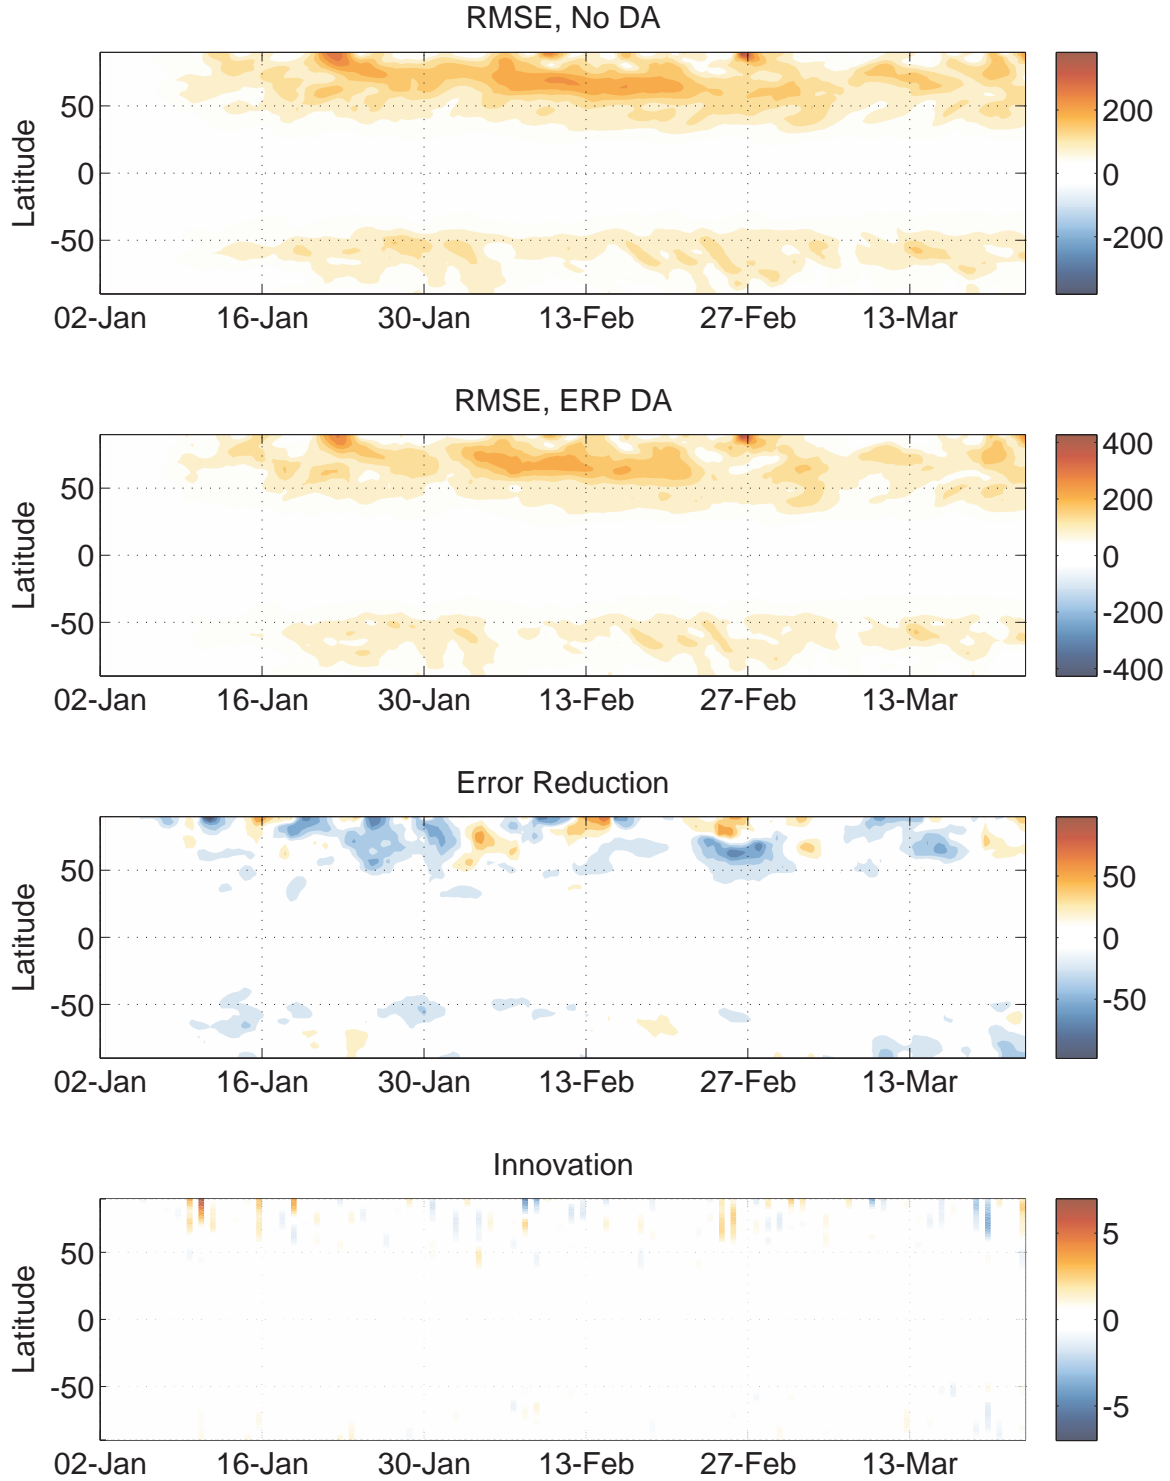 RMSE, No DA
Latitude
50
0
-50
200
0
-200
02-Jan 16-Jan 30-Jan 13-Feb 27-Feb 13-Mar
RMSE, ERP DA
Latitude
50
0
-50
400
200
0
-200
-400
02-Jan 16-Jan 30-Jan 13-Feb 27-Feb 13-Mar
Error Reduction
Latitude
50
0
-50
50
0
-50
02-Jan 16-Jan 30-Jan 13-Feb 27-Feb 13-Mar
Innovation
Latitude
50
0
-50
5
0
-5
02-Jan 16-Jan 30-Jan 13-Feb 27-Feb 13-Mar